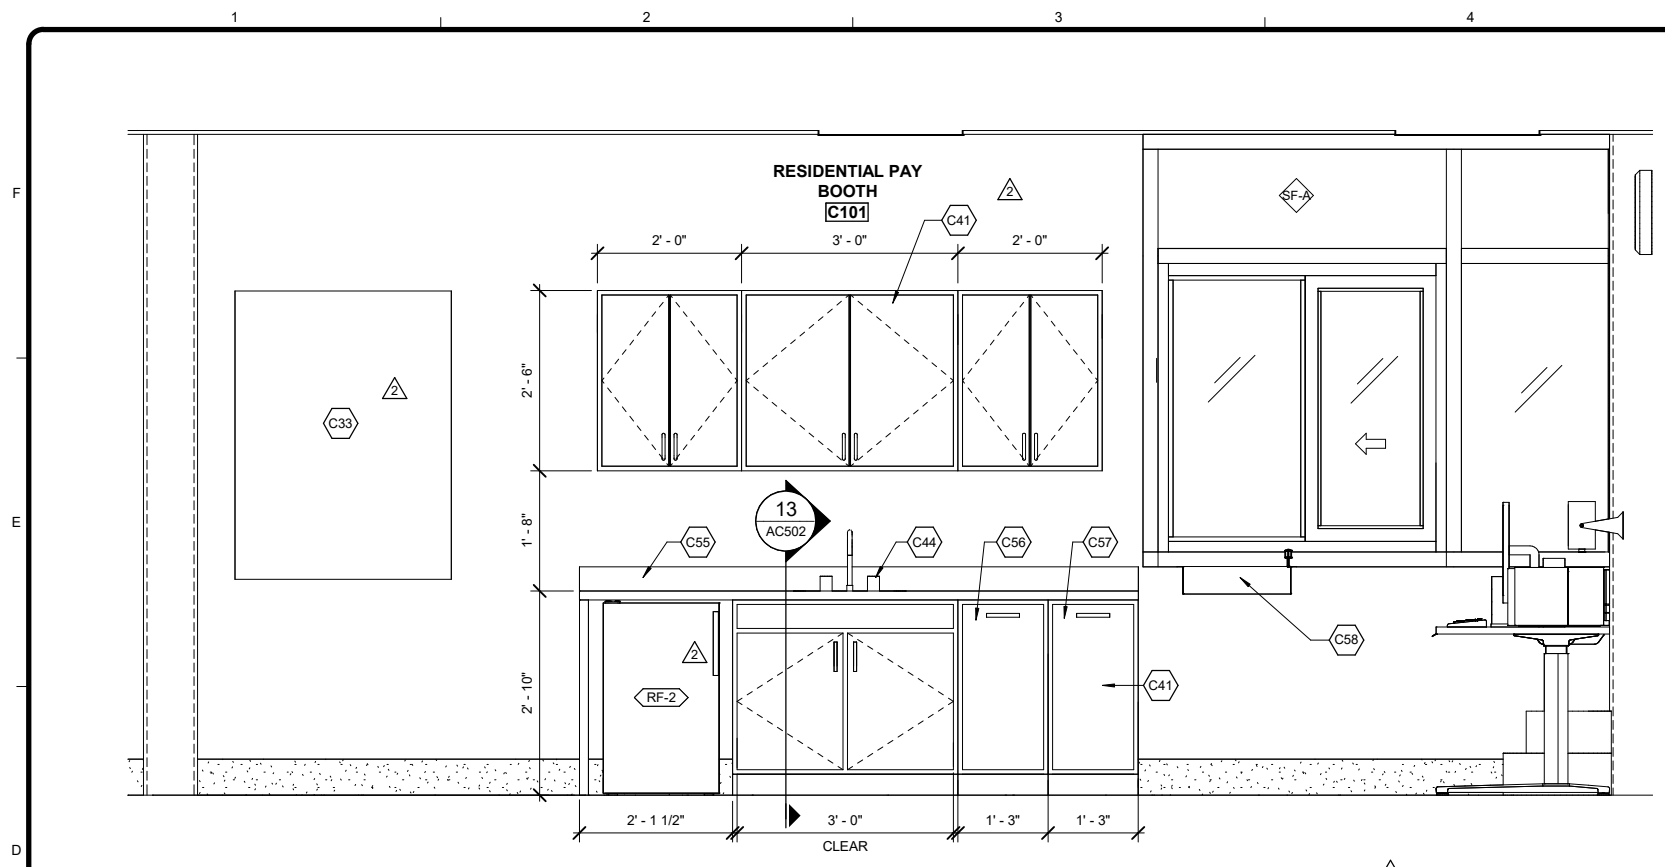 1 2 3 4
F
RESIDENTIAL PAY
BOOTH
C101
2
C41
SF-A
2' - 0" 3' - 0" 2' - 0"
2' - 6"
2
C33
E
13
AC502
1' - 8"
C55 C44 C56 C57
C58
2
RF-2
C41
2' - 10"
2' - 1 1/2" 3' - 0" 1' - 3" 1' - 3"
CLEAR
D